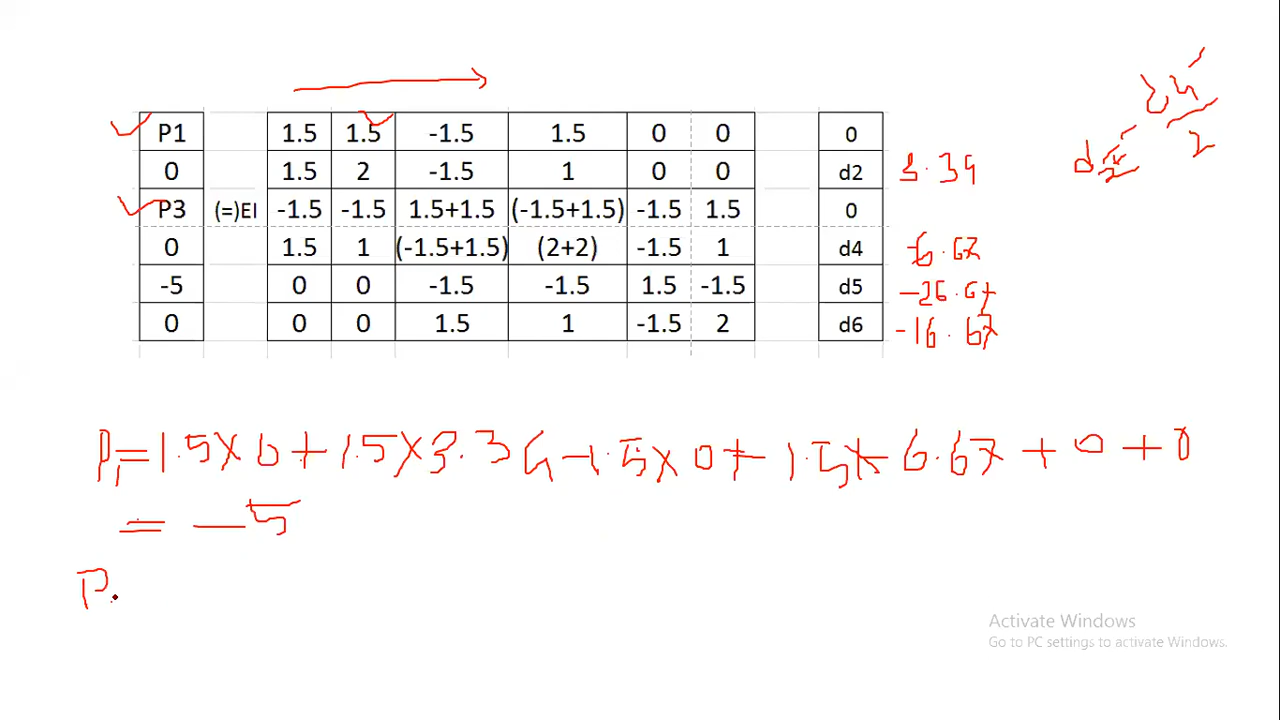 24
d2 2
P1 1.5 1.5 -1.5 1.5 0 0 0
0 1.5 2 -1.5 1 0 0 d2 3.34
P3 (=)EI -1.5 -1.5 1.5+1.5 (-1.5+1.5) -1.5 1.5 0
0 1.5 1 (-1.5+1.5) (2+2) -1.5 1 d4 -6.67
-5 0 0 -1.5 -1.5 1.5 -1.5 d5 -26.67
0 0 0 1.5 1 -1.5 2 d6 -16.67
P1=1.5×0+1.5×3.34-1.5×0+1.5×-6.67+0+0
= -5
P
Activate Windows
Go to PC settings to activate Windows.